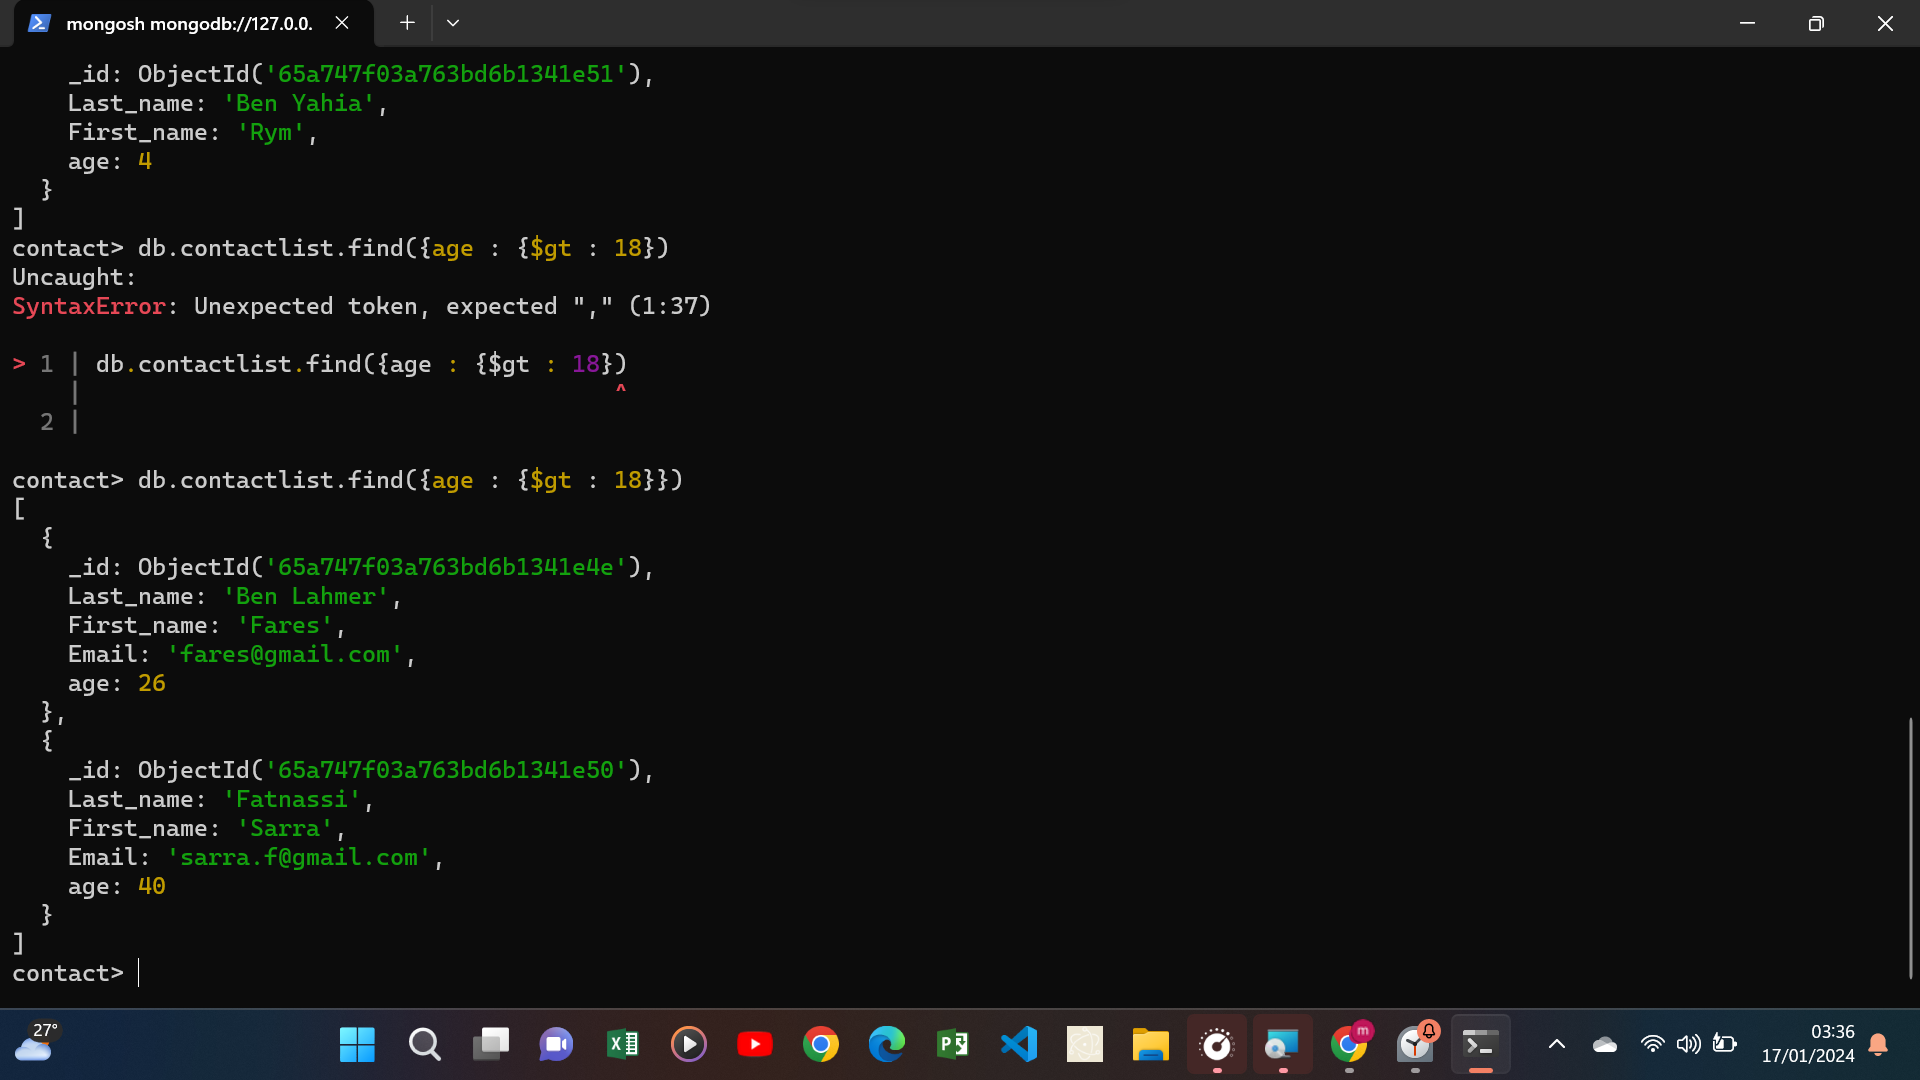 mongosh mongodb://127.0.0.
_id: ObjectId('65a747f03a763bd6b1341e51'),
Last_name: 'Ben Yahia',
First_name: 'Rym',
age: 4
}
]
contact> db.contactlist.find({age : {$gt : 18})
Uncaught:
SyntaxError: Unexpected token, expected "," (1:37)
> 1 | db.contactlist.find({age : {$gt : 18})
| ^
2 |
contact> db.contactlist.find({age : {$gt : 18}})
[
{
_id: ObjectId('65a747f03a763bd6b1341e4e'),
Last_name: 'Ben Lahmer',
First_name: 'Fares',
Email: 'fares@gmail.com',
age: 26
},
{
_id: ObjectId('65a747f03a763bd6b1341e50'),
Last_name: 'Fatnassi',
First_name: 'Sarra',
Email: 'sarra.f@gmail.com',
age: 40
}
]
contact>
27°
m
03:36
17/01/2024